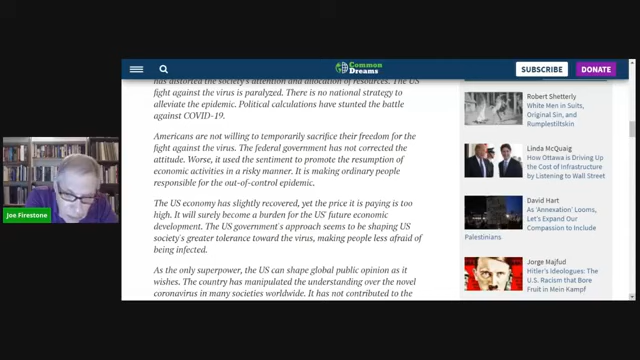 Common
Dreams
SUBSCRIBE
DONATE
has distorted the society's attention and allocation of resources. The US
fight against the virus is paralyzed. There is no national strategy to
alleviate the epidemic. Political calculations have stunted the battle
against COVID-19.
Americans are not willing to temporarily sacrifice their freedom for the
fight against the virus. The federal government has not corrected the
attitude. Worse, it used the sentiment to promote the resumption of
economic activities in a risky manner. It is making ordinary people
responsible for the out-of-control epidemic.
The US economy has slightly recovered, yet the price it is paying is too
high. It will surely become a burden for the US' future economic
development. The US government's approach seems to be shaping US
society's greater tolerance toward the virus, making people less afraid of
being infected.
As the only superpower, the US can shape global public opinion as it
wishes. The country has manipulated the understanding over the novel
coronavirus in many societies worldwide. It has not contributed to the
Robert Shetterly
White Men in Suits,
Original Sin, and
Rumplestiltskin
Linda McQuaig
How Ottawa is Driving Up
the Cost of Infrastructure
by Listening to Wall Street
David Hart
As 'Annexation' Looms,
Let's Expand Our
Compassion to Include
Palestinians
Jorge Majfud
Hitler's Ideologues: The
U.S. Racism that Bore
Fruit in Mein Kampf
Joe Firestone